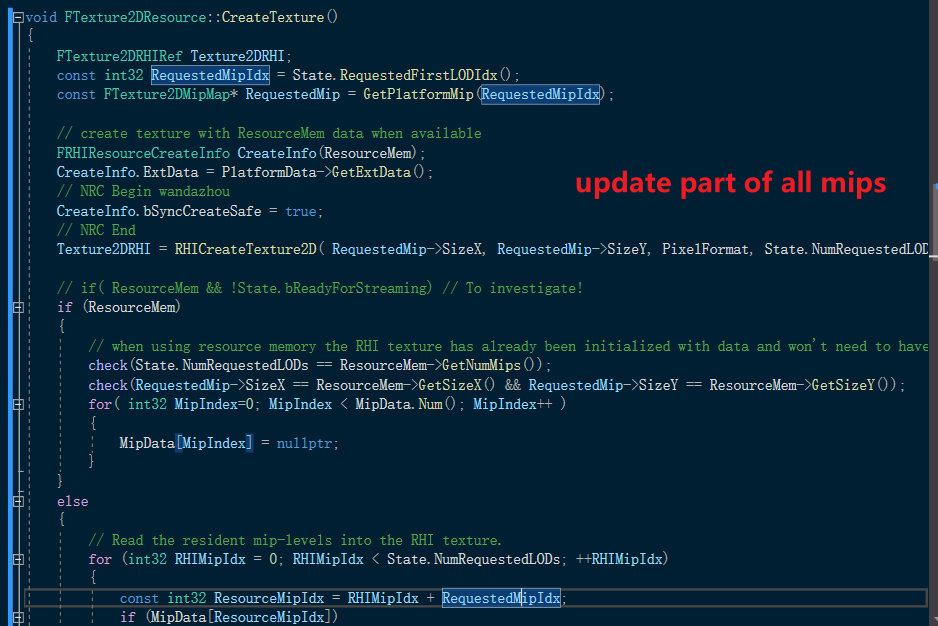 void FTexture2DResource::CreateTexture()
{
FTexture2DRHIRef Texture2DRHI;
const int32 RequestedMipIdx = State.RequestedFirstLODIdx();
const FTexture2DMipMap* RequestedMip = GetPlatformMip(RequestedMipIdx);
// create texture with ResourceMem data when available
FRHIResourceCreateInfo CreateInfo(ResourceMem);
CreateInfo.ExtData = PlatformData->GetExtData();
update part of all mips
// NRC Begin wandazhou
CreateInfo.bSyncCreateSafe = true;
// NRC End
Texture2DRHI = RHICreateTexture2D( RequestedMip->SizeX, RequestedMip->SizeY, PixelFormat, State.NumRequestedLOD
// if( ResourceMem && !State.bReadyForStreaming) // To investigate!
if (ResourceMem)
{
// when using resource memory the RHI texture has already been initialized with data and won't need to have
check(State.NumRequestedLODs == ResourceMem->GetNumMips());
check(RequestedMip->SizeX == ResourceMem->GetSizeX() && RequestedMip->SizeY == ResourceMem->GetSizeY());
for( int32 MipIndex=0; MipIndex < MipData.Num(); MipIndex++ )
{
MipData[MipIndex] = nullptr;
}
}
else
{
// Read the resident mip-levels into the RHI texture.
for (int32 RHIMipIdx = 0; RHIMipIdx < State.NumRequestedLODs; ++RHIMipIdx)
{
const int32 ResourceMipIdx = RHIMipIdx + RequestedMipIdx;
if (MipData[ResourceMipIdx])